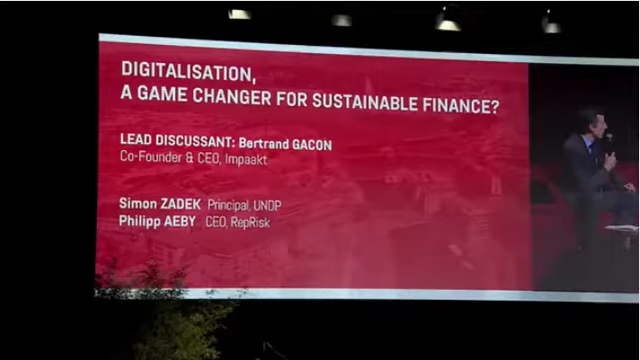 DIGITALISATION,
A GAME CHANGER FOR SUSTAINABLE FINANCE?
LEAD DISCUSSANT: Bertrand GACON
Co-Founder & CEO, Impaakt
Simon ZADEK Principal, UNDP
Philipp AEBY CEO, RepRisk